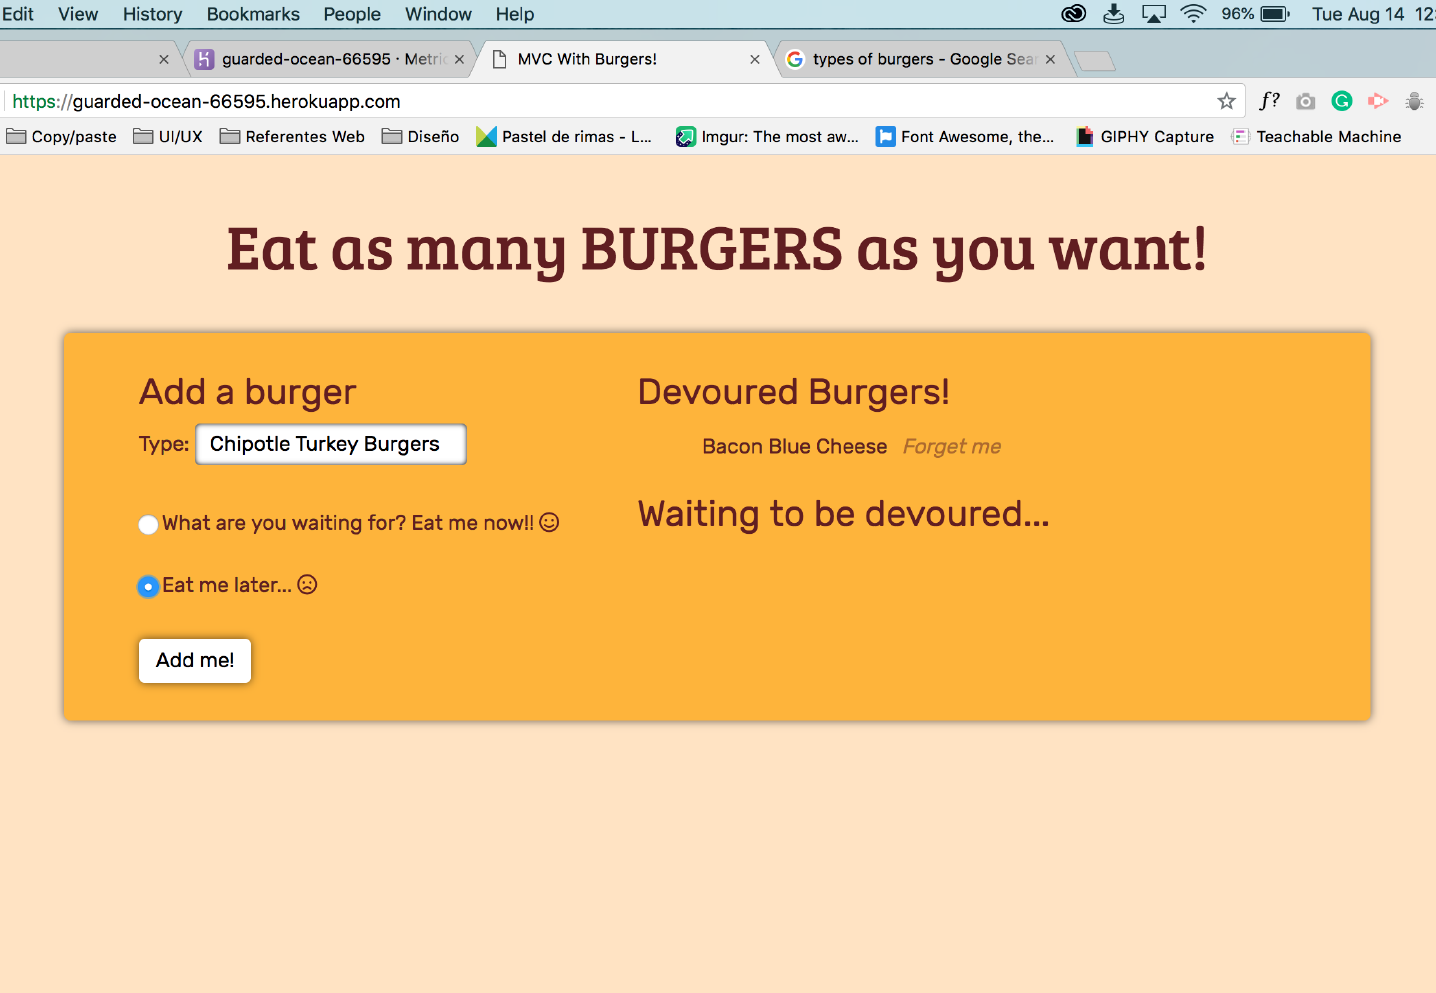 Edit View History Bookmarks People Window Help 96% Tue Aug 14 12:
guarded-ocean-66595 · Metric MVC With Burgers! types of burgers - Google Sear
https://guarded-ocean-66595.herokuapp.com f?
Copy/paste UI/UX Referentes Web Diseño Pastel de rimas - L... Imgur: The most aw... Font Awesome, the... GIPHY Capture Teachable Machine
Eat as many BURGERS as you want!
Add a burger
Type: Chipotle Turkey Burgers
What are you waiting for? Eat me now!!
Eat me later...
Add me!
Devoured Burgers!
Bacon Blue Cheese Forget me
Waiting to be devoured...